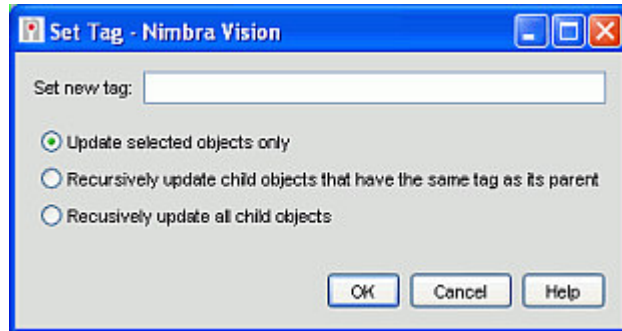 Set Tag - Nimbra Vision
Set new tag:
Update selected objects only
Recursively update child objects that have the same tag as its parent
Recusively update all child objects
OK Cancel Help